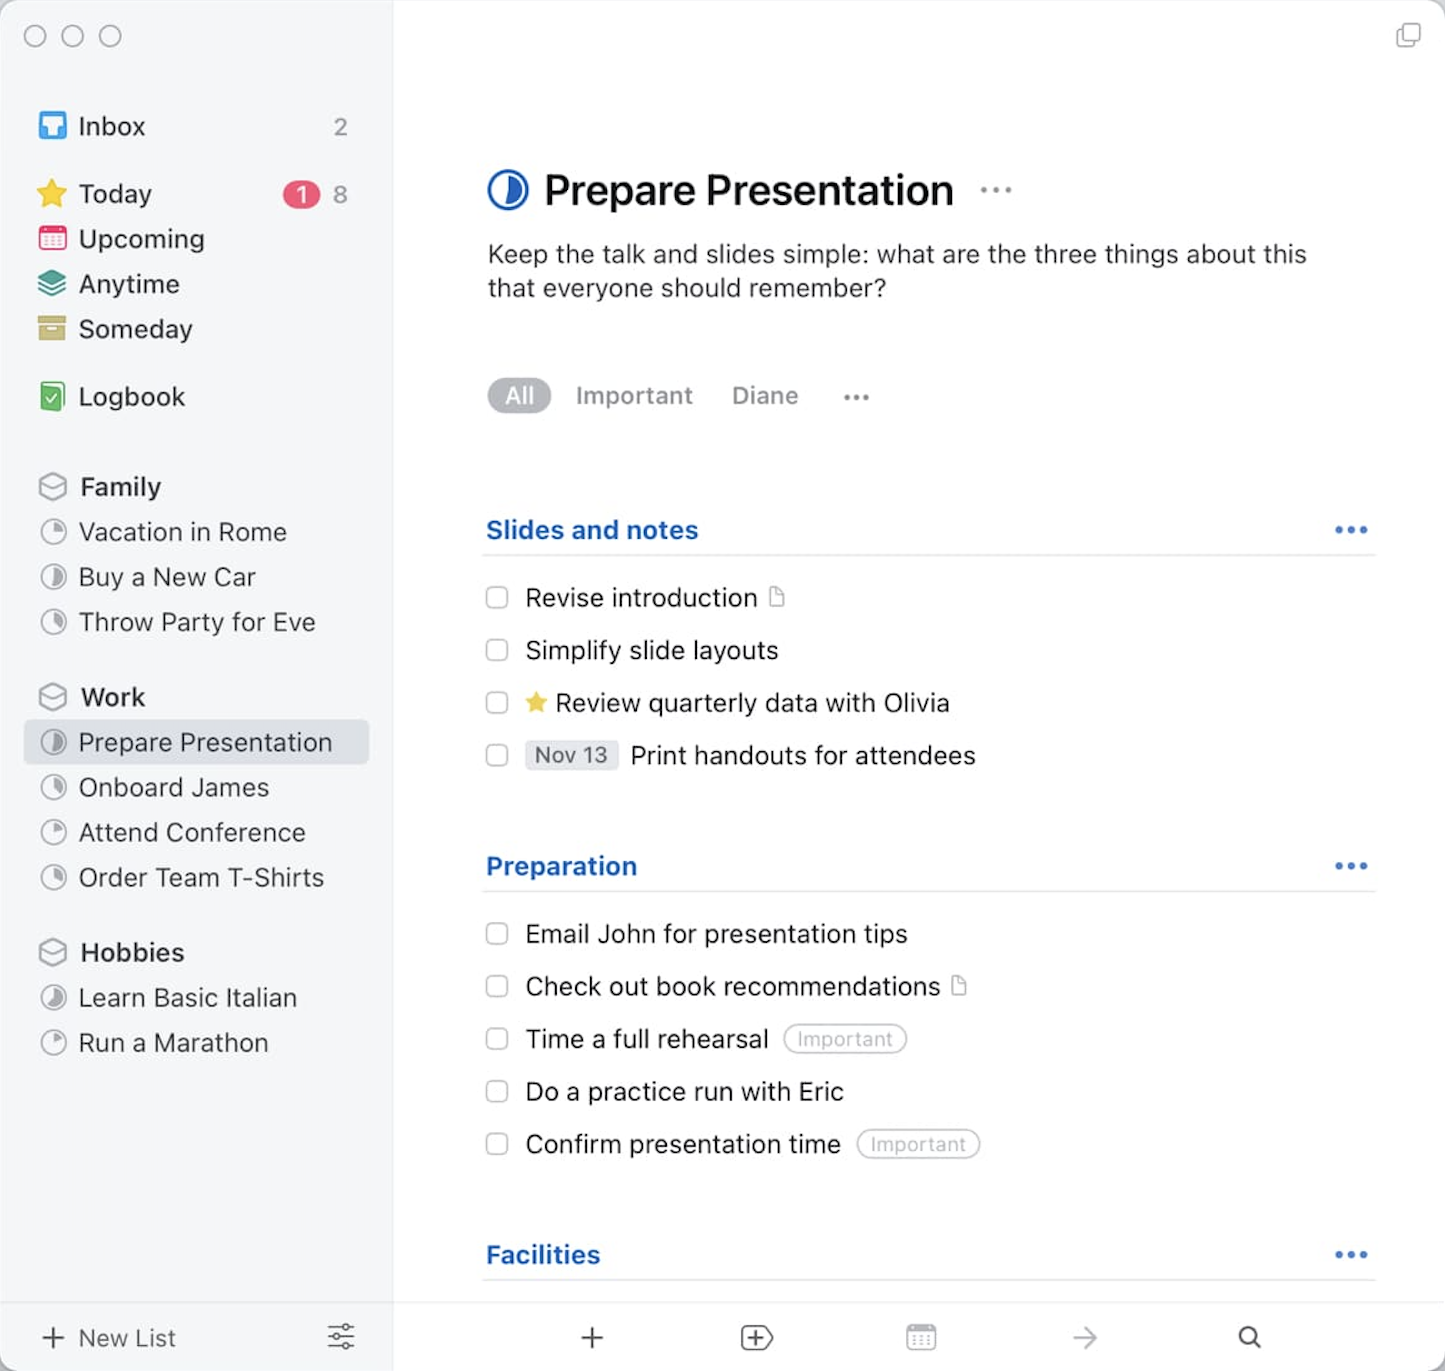 Inbox 2
Today 1 8
Upcoming
Anytime
Someday
Logbook
Family
Vacation in Rome
Buy a New Car
Throw Party for Eve
Work
Prepare Presentation
Onboard James
Attend Conference
Order Team T-Shirts
Hobbies
Learn Basic Italian
Run a Marathon
New List
Prepare Presentation
Keep the talk and slides simple: what are the three things about this
that everyone should remember?
All Important Diane
Slides and notes
Revise introduction
Simplify slide layouts
Review quarterly data with Olivia
Nov 13 Print handouts for attendees
Preparation
Email John for presentation tips
Check out book recommendations
Time a full rehearsal Important
Do a practice run with Eric
Confirm presentation time Important
Facilities